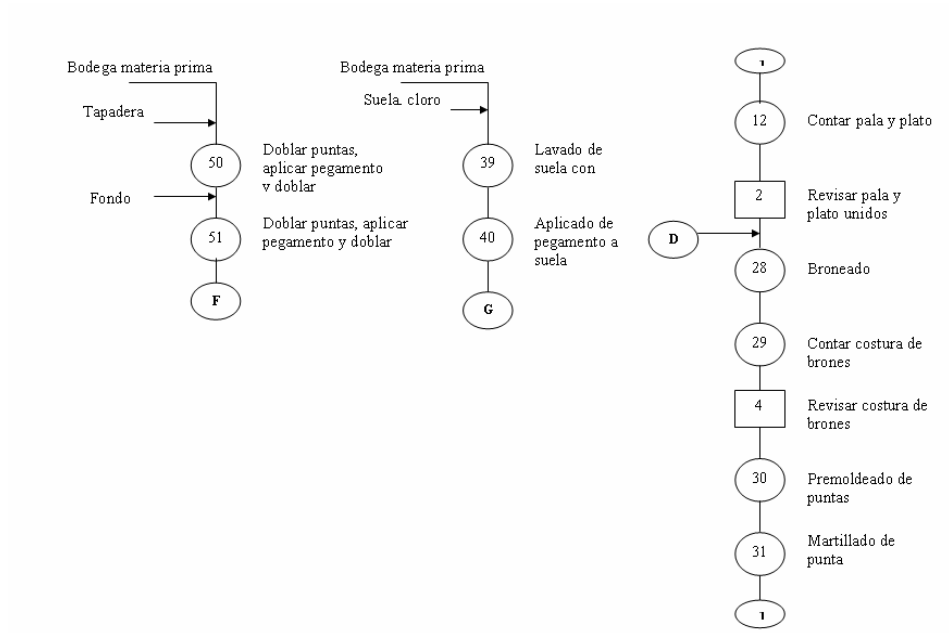 Bodega materia prima
Tapadera
50
Doblar puntas,
aplicar pegamento
y doblar
Fondo
51
Doblar puntas, aplicar
pegamento y doblar
F
Bodega materia prima
Suela. cloro
39
Lavado de
suela con
40
Aplicado de
pegamento a
suela
G
12
Contar pala y plato
2
Revisar pala y
plato unidos
D
28
Broneado
29
Contar costura de
brones
4
Revisar costura de
brones
30
Premoldeado de
puntas
31
Martillado de
punta